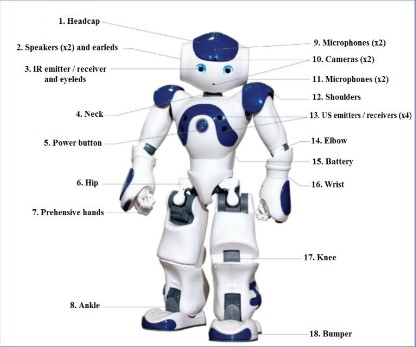 1. Headcap
2. Speakers (x2) and earleds
3. IR emitter / receiver
and eyeleds
4. Neck
5. Power button
6. Hip
7. Prehensive hands
8. Ankle
9. Microphones (x2)
10. Cameras (x2)
11. Microphones (x2)
12. Shoulders
13. US emitters / receivers (x4)
14. Elbow
15. Battery
16. Wrist
17. Knee
18. Bumper